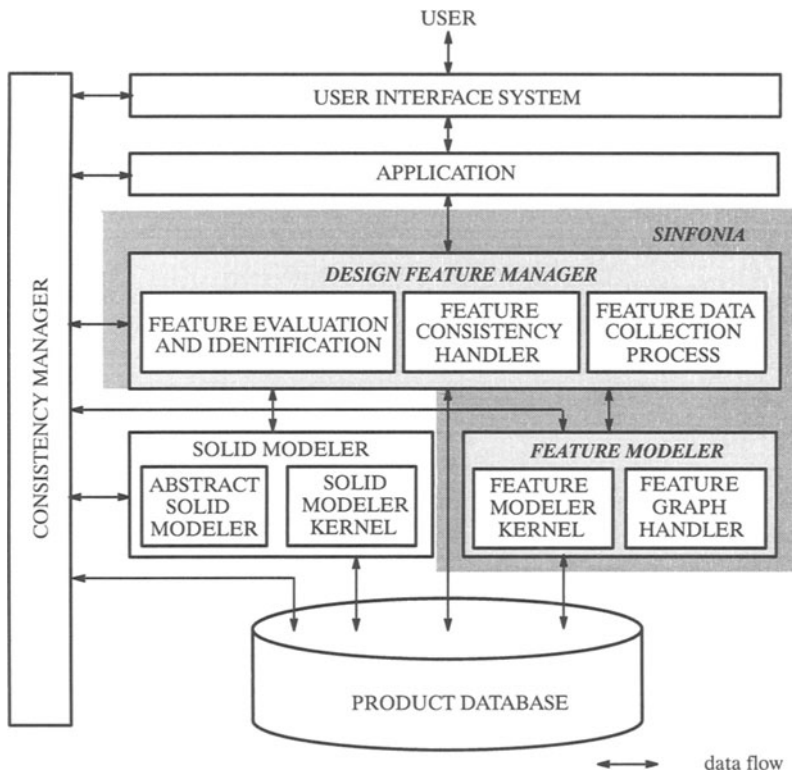 USER
USER INTERFACE SYSTEM
APPLICATION
SINFONIA
DESIGN FEATURE MANAGER
FEATURE EVALUATION
AND IDENTIFICATION
FEATURE
CONSISTENCY
HANDLER
FEATURE DATA
COLLECTION
PROCESS
CONSISTENCY MANAGER
SOLID MODELER
ABSTRACT
SOLID
MODELER
SOLID
MODELER
KERNEL
FEATURE MODELER
FEATURE
MODELER
KERNEL
FEATURE
GRAPH
HANDLER
PRODUCT DATABASE
data flow